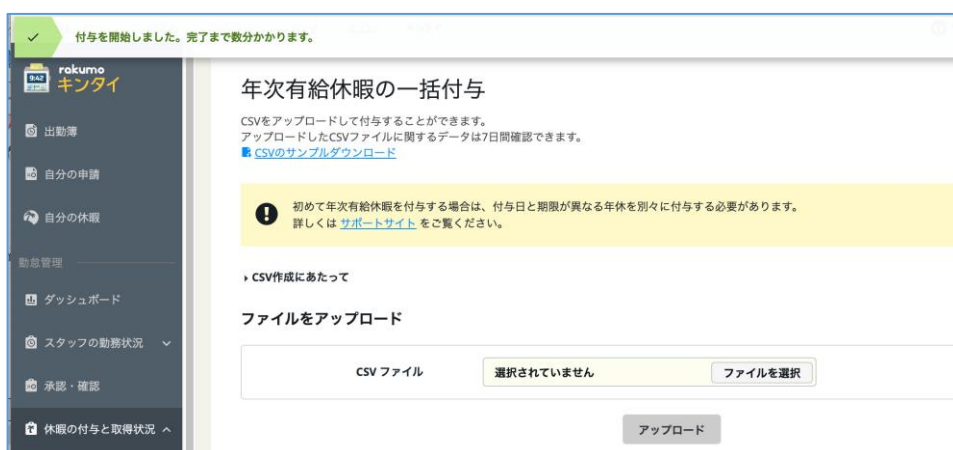 付与を開始しました。完了まで数分かかります。
rakumo
キンタイ
9:42
出勤簿
自分の申請
自分の休暇
勤怠管理
ダッシュボード
スタッフの勤務状況
承認・確認
休暇の付与と取得状況
年次有給休暇の一括付与
CSVをアップロードして付与することができます。
アップロードしたCSVファイルに関するデータは7日間確認できます。
CSVのサンプルダウンロード
初めて年次有給休暇を付与する場合は、付与日と期限が異なる年休を別々に付与する必要があります。
詳しくは サポートサイト をご覧ください。
CSV作成にあたって
ファイルをアップロード
CSV ファイル
選択されていません
ファイルを選択
アップロード